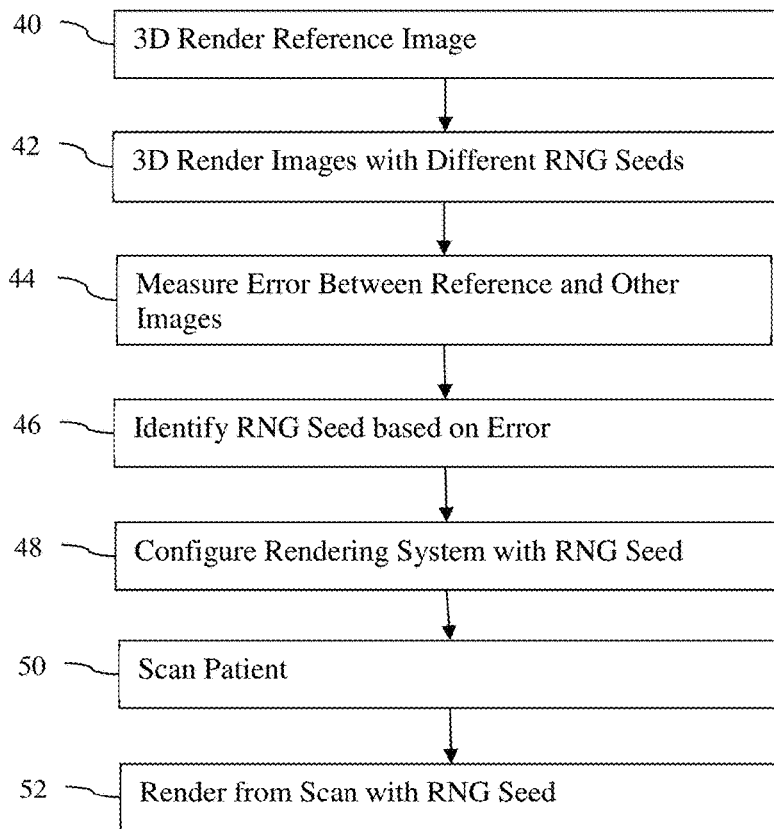 40
3D Render Reference Image
42
3D Render Images with Different RNG Seeds
44
Measure Error Between Reference and Other
Images
46
Identify RNG Seed based on Error
48
Configure Rendering System with RNG Seed
50
Scan Patient
52
Render from Scan with RNG Seed